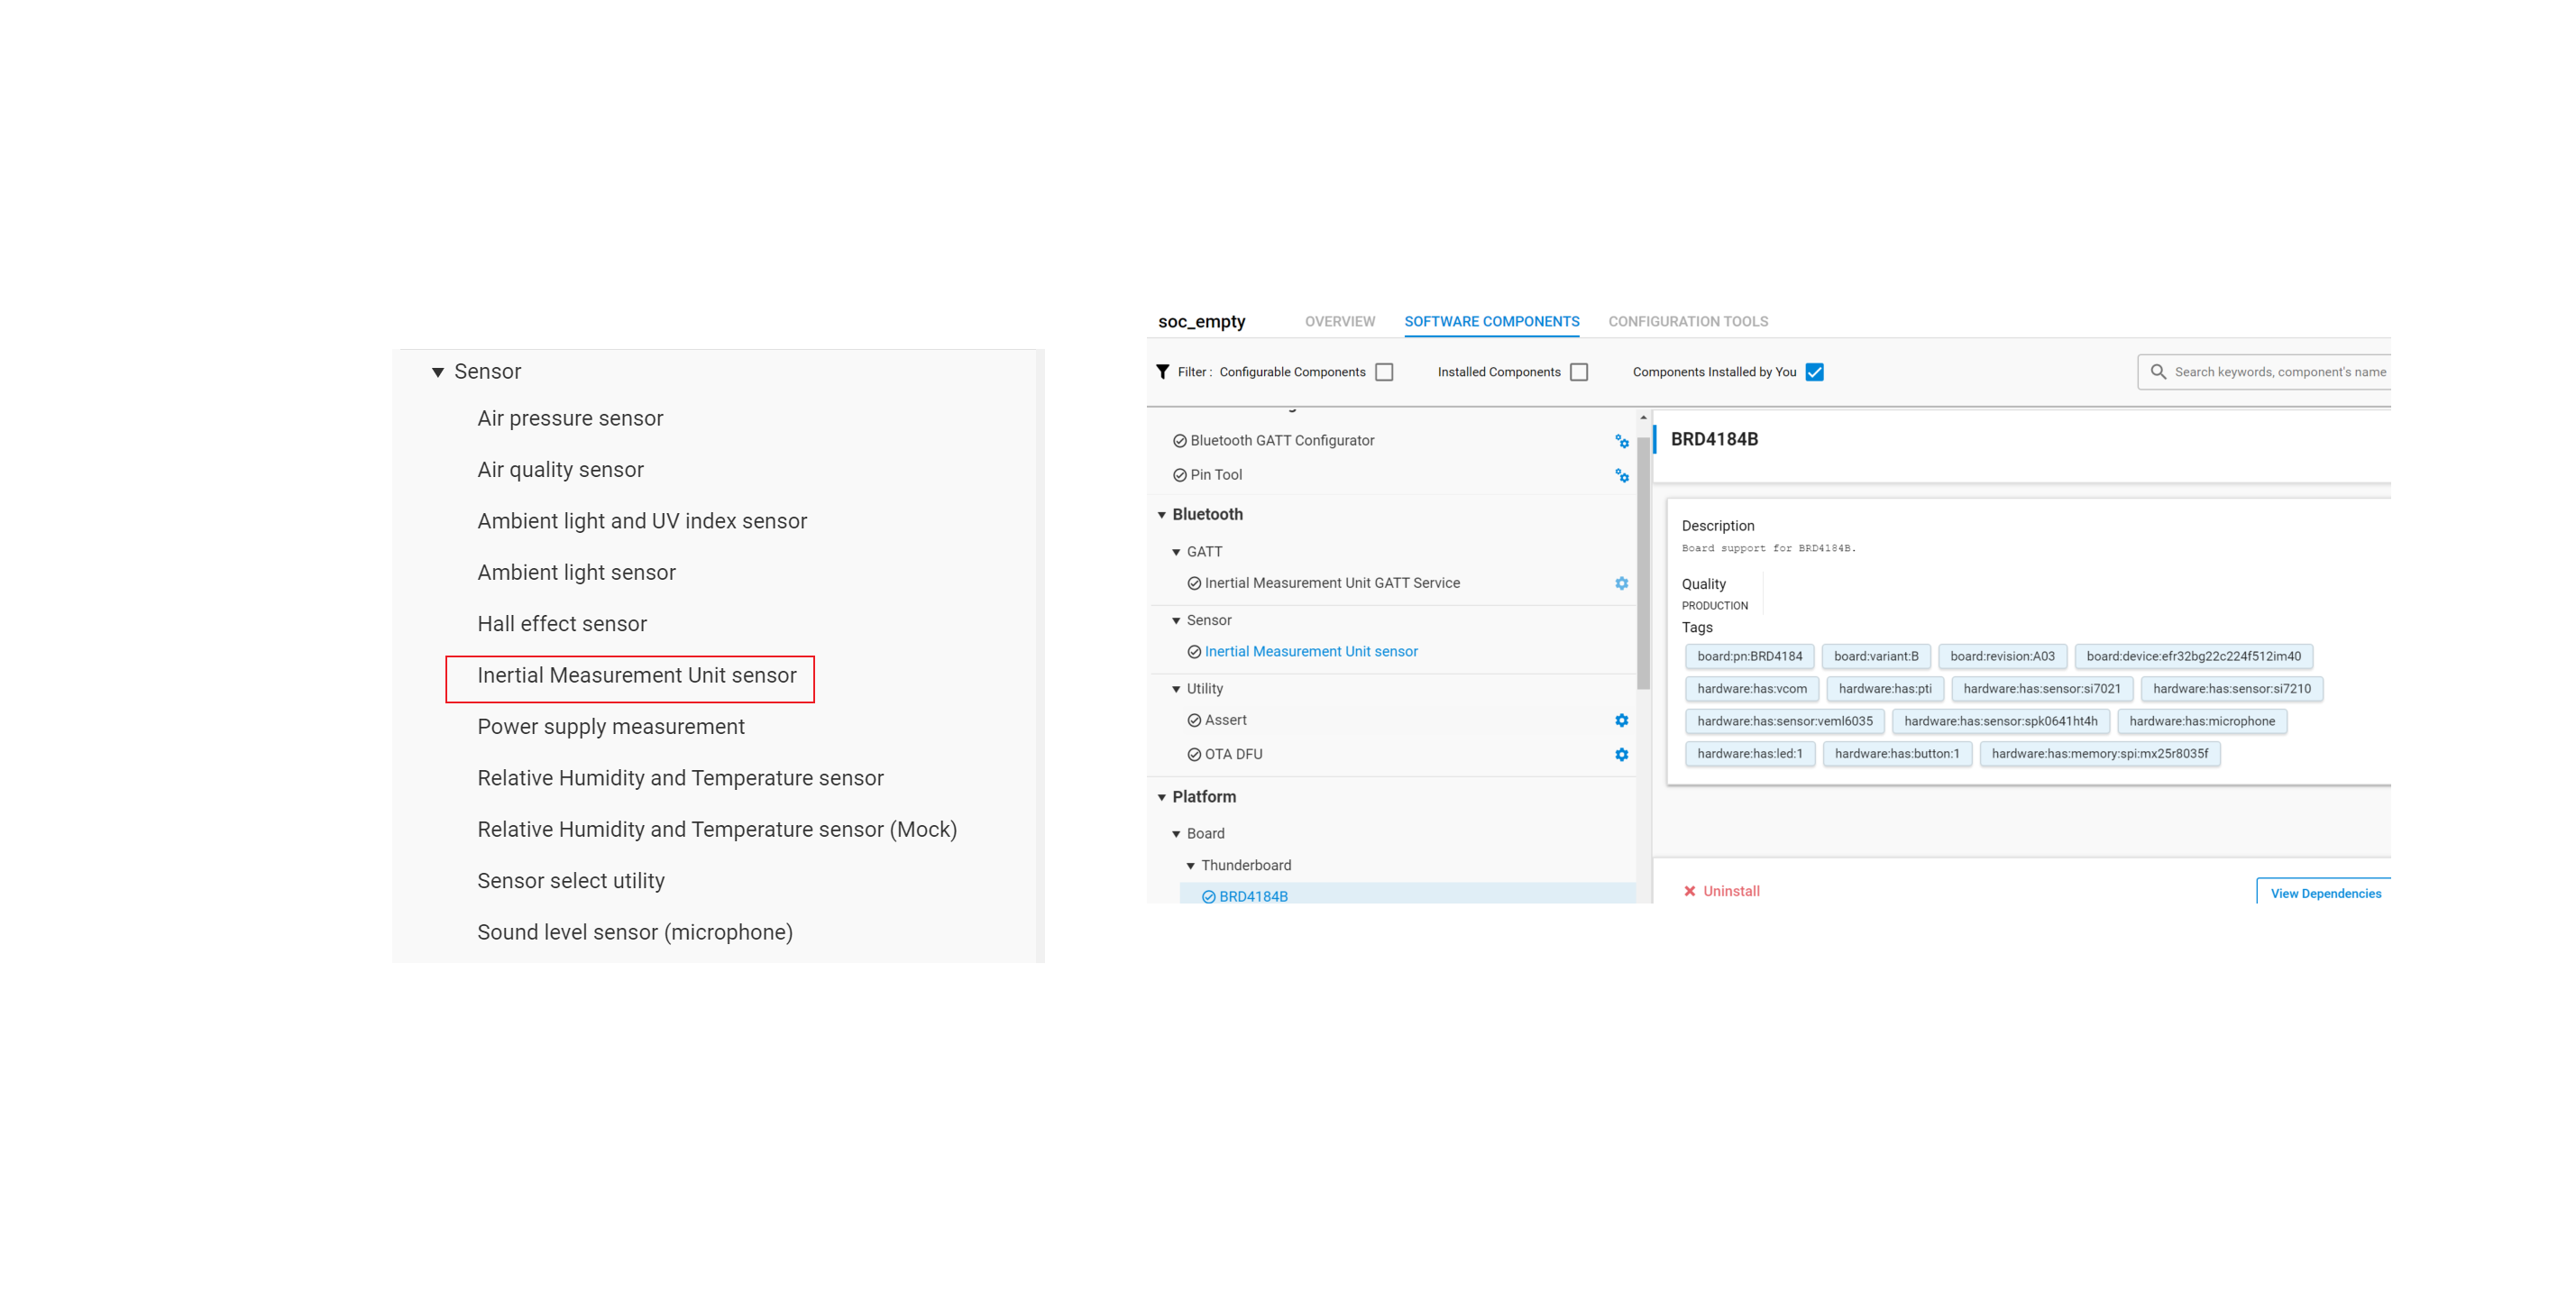 Sensor
Air pressure sensor
Air quality sensor
Ambient light and UV index sensor
Ambient light sensor
Hall effect sensor
Inertial Measurement Unit sensor
Power supply measurement
Relative Humidity and Temperature sensor
Relative Humidity and Temperature sensor (Mock)
Sensor select utility
Sound level sensor (microphone)
soc_empty OVERVIEW SOFTWARE COMPONENTS CONFIGURATION TOOLS
Filter : Configurable Components Installed Components Components Installed by You Search keywords, component's name
Bluetooth GATT Configurator
Pin Tool
Bluetooth
GATT
Inertial Measurement Unit GATT Service
Sensor
Inertial Measurement Unit sensor
Utility
Assert
OTA DFU
Platform
Board
Thunderboard
BRD4184B
BRD4184B
Description
Board support for BRD4184B.
Quality
PRODUCTION
Tags
board:pn:BRD4184 board:variant:B board:revision:A03 board:device:efr32bg22c224f512im40
hardware:has:vcom hardware:has:pti hardware:has:sensor:si7021 hardware:has:sensor:si7210
hardware:has:sensor:veml6035 hardware:has:sensor:spk0641ht4h hardware:has:microphone
hardware:has:led:1 hardware:has:button:1 hardware:has:memory:spi:mx25r8035f
Uninstall View Dependencies